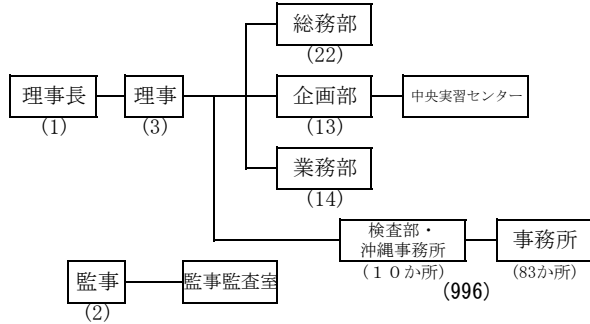 総務部
(22)
理事長
(1)
理事
(3)
企画部
(13)
中央実習センター
業務部
(14)
検査部・
沖縄事務所
(１０か所)
事務所
(83か所)
(996)
監事
(2)
監事監査室